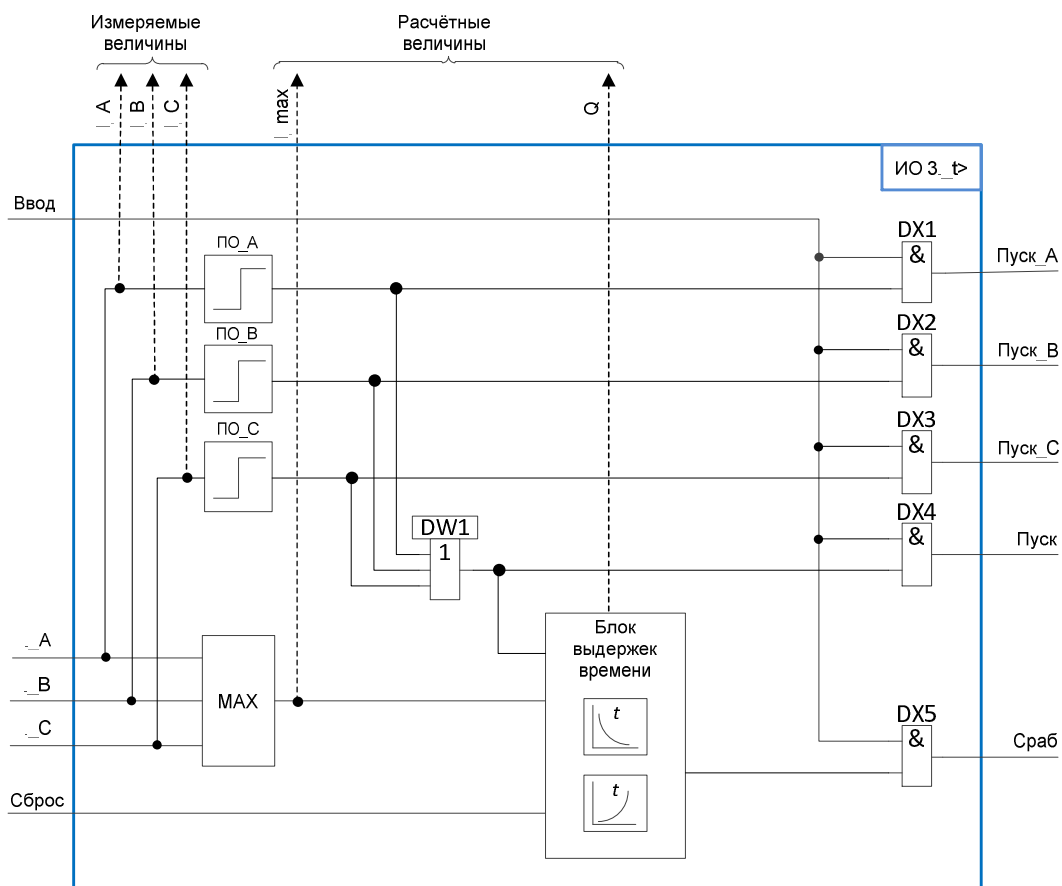 Измеряемые
величины
Расчётные
величины
_._A
_._B
_._C
_._max
Q
ИО 3._t>
Ввод
ПО_A
DX1
&
Пуск_A
ПО_B
DX2
&
Пуск_B
ПО_C
DX3
&
Пуск_C
DW1
1
DX4
&
Пуск
Блок
выдержек
времени
._A
._B
._C
MAX
t
t
DX5
&
Сраб
Сброс